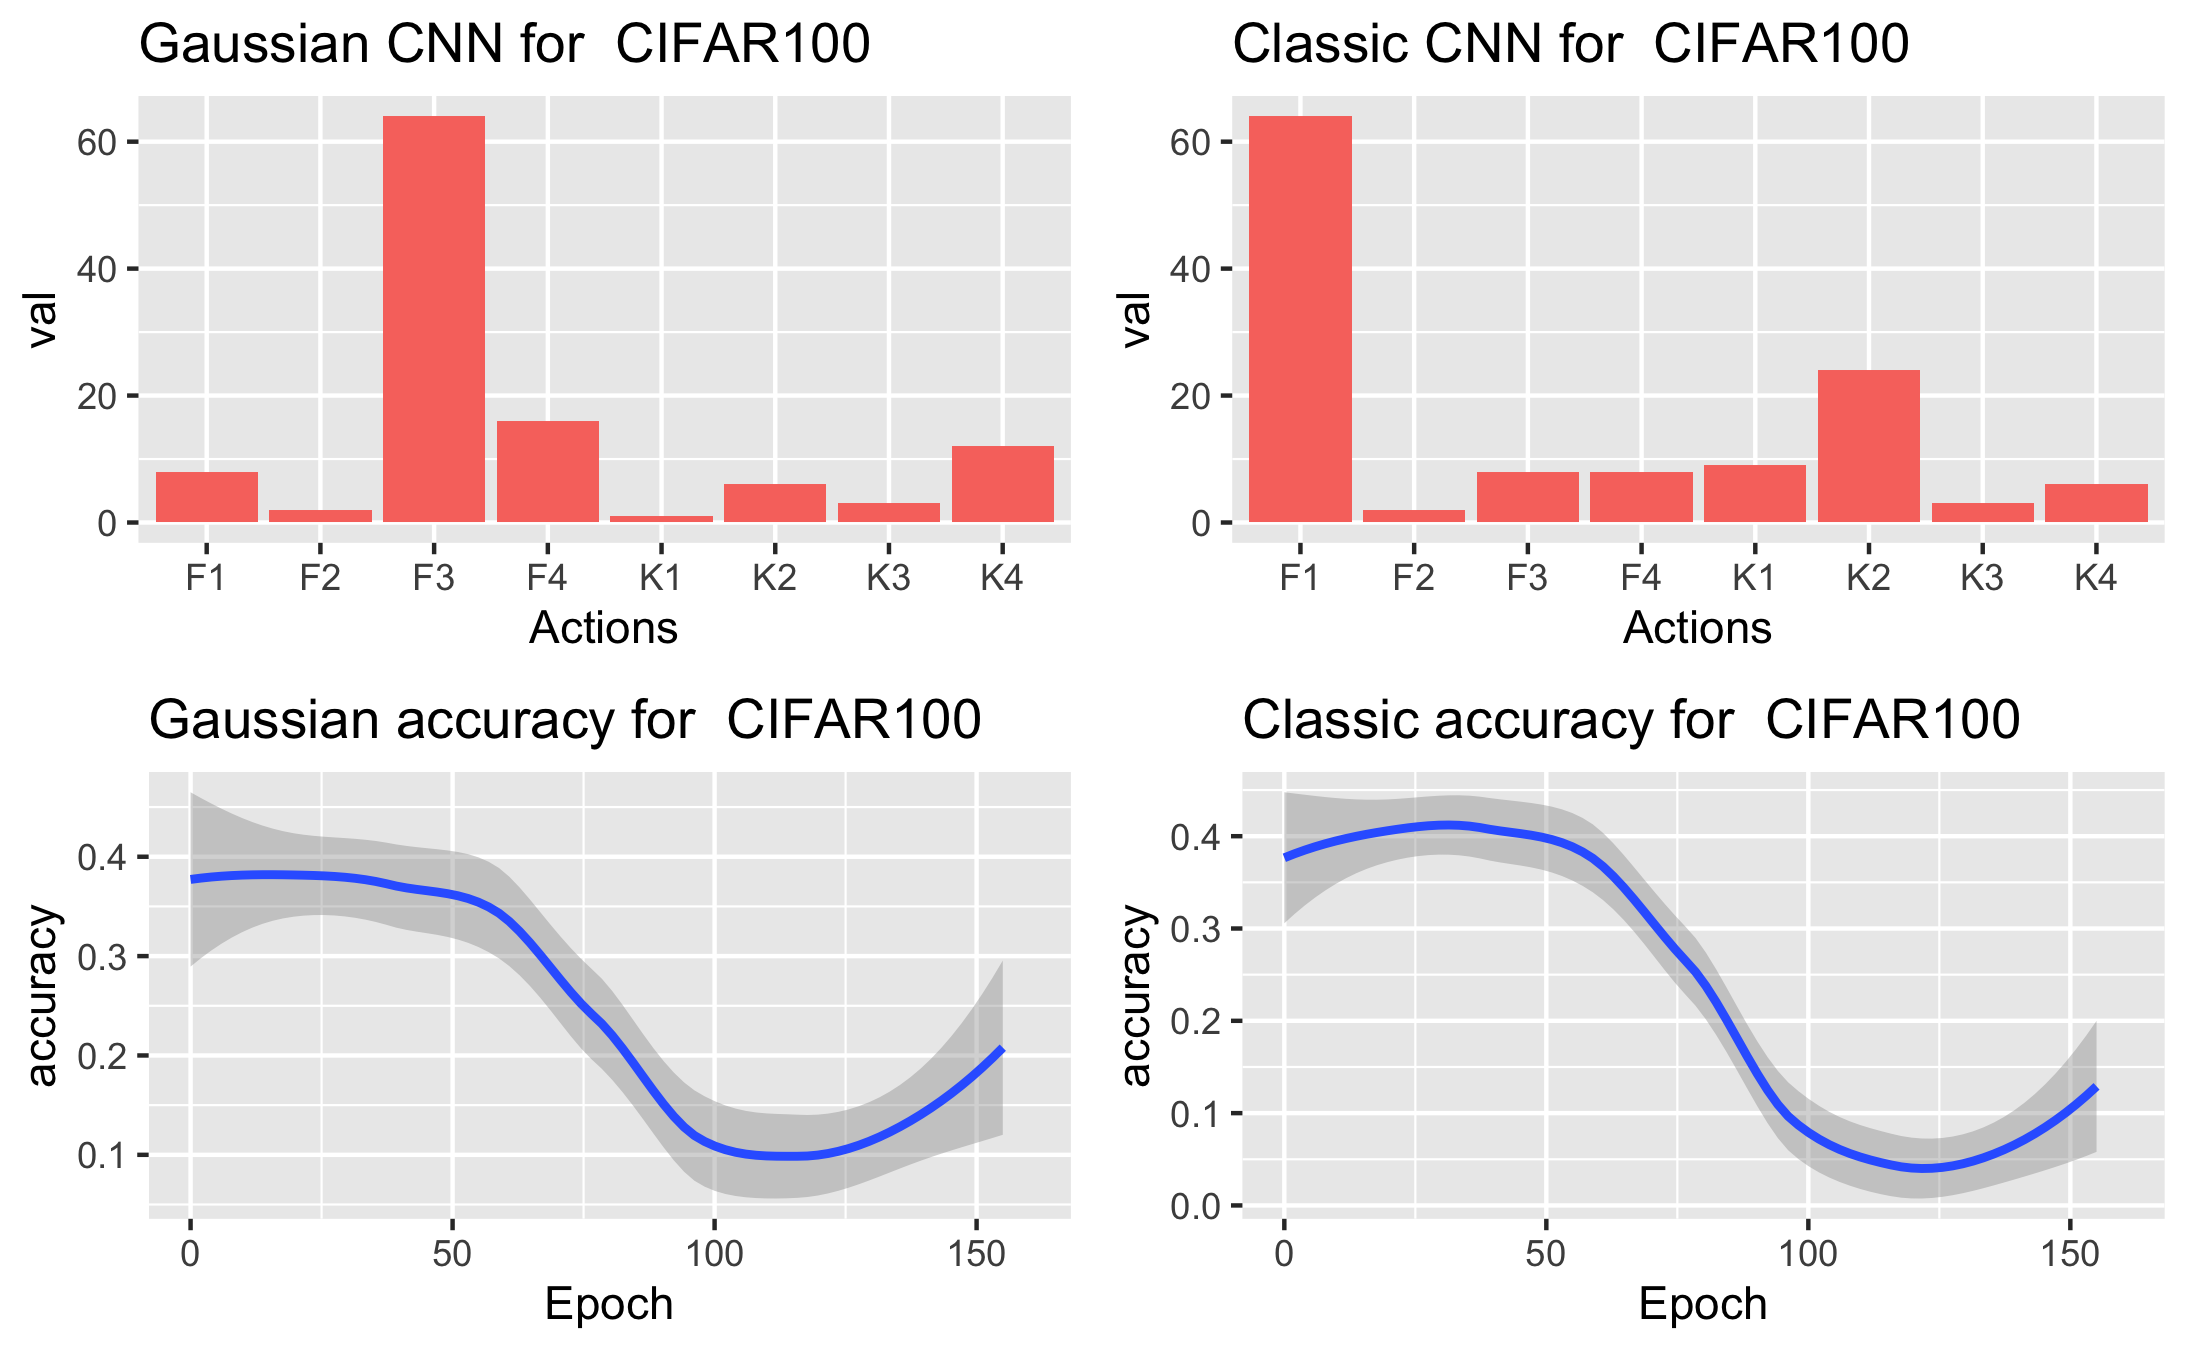 Gaussian CNN for  CIFAR100
60
40
20
0
val
F1 F2 F3 F4 K1 K2 K3 K4
Actions
Classic CNN for  CIFAR100
60
40
20
0
val
F1 F2 F3 F4 K1 K2 K3 K4
Actions
Gaussian accuracy for  CIFAR100
0.4
0.3
0.2
0.1
accuracy
0 50 100 150
Epoch
Classic accuracy for  CIFAR100
0.4
0.3
0.2
0.1
0.0
accuracy
0 50 100 150
Epoch